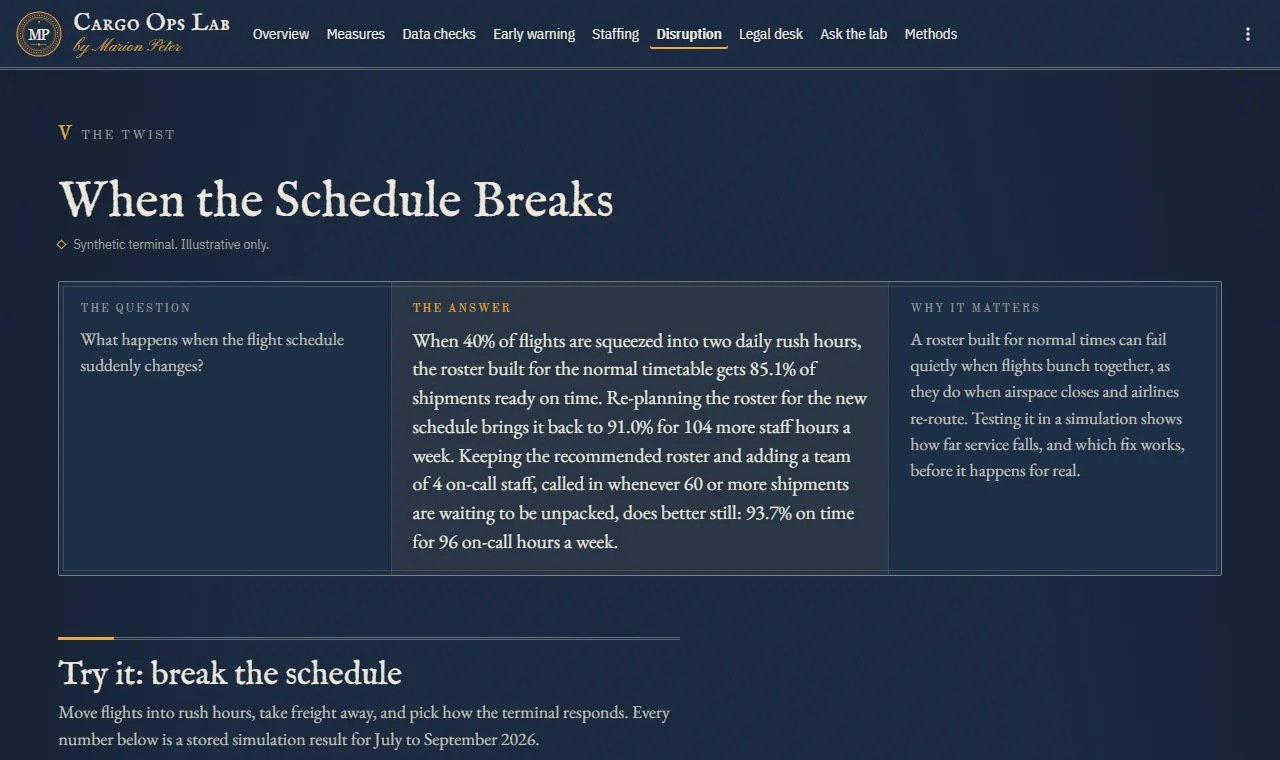 MP
Cargo Ops Lab
by Marion Peter
Overview Measures Data checks Early warning Staffing Disruption Legal desk Ask the lab Methods
V THE TWIST
When the Schedule Breaks
Synthetic terminal. Illustrative only.
THE QUESTION
What happens when the flight schedule
suddenly changes?
THE ANSWER
When 40% of flights are squeezed into two daily rush hours,
the roster built for the normal timetable gets 85.1% of
shipments ready on time. Re-planning the roster for the new
schedule brings it back to 91.0% for 104 more staff hours a
week. Keeping the recommended roster and adding a team
of 4 on-call staff, called in whenever 60 or more shipments
are waiting to be unpacked, does better still: 93.7% on time
for 96 on-call hours a week.
WHY IT MATTERS
A roster built for normal times can fail
quietly when flights bunch together, as
they do when airspace closes and airlines
re-route. Testing it in a simulation shows
how far service falls, and which fix works,
before it happens for real.
Try it: break the schedule
Move flights into rush hours, take freight away, and pick how the terminal responds. Every
number below is a stored simulation result for July to September 2026.